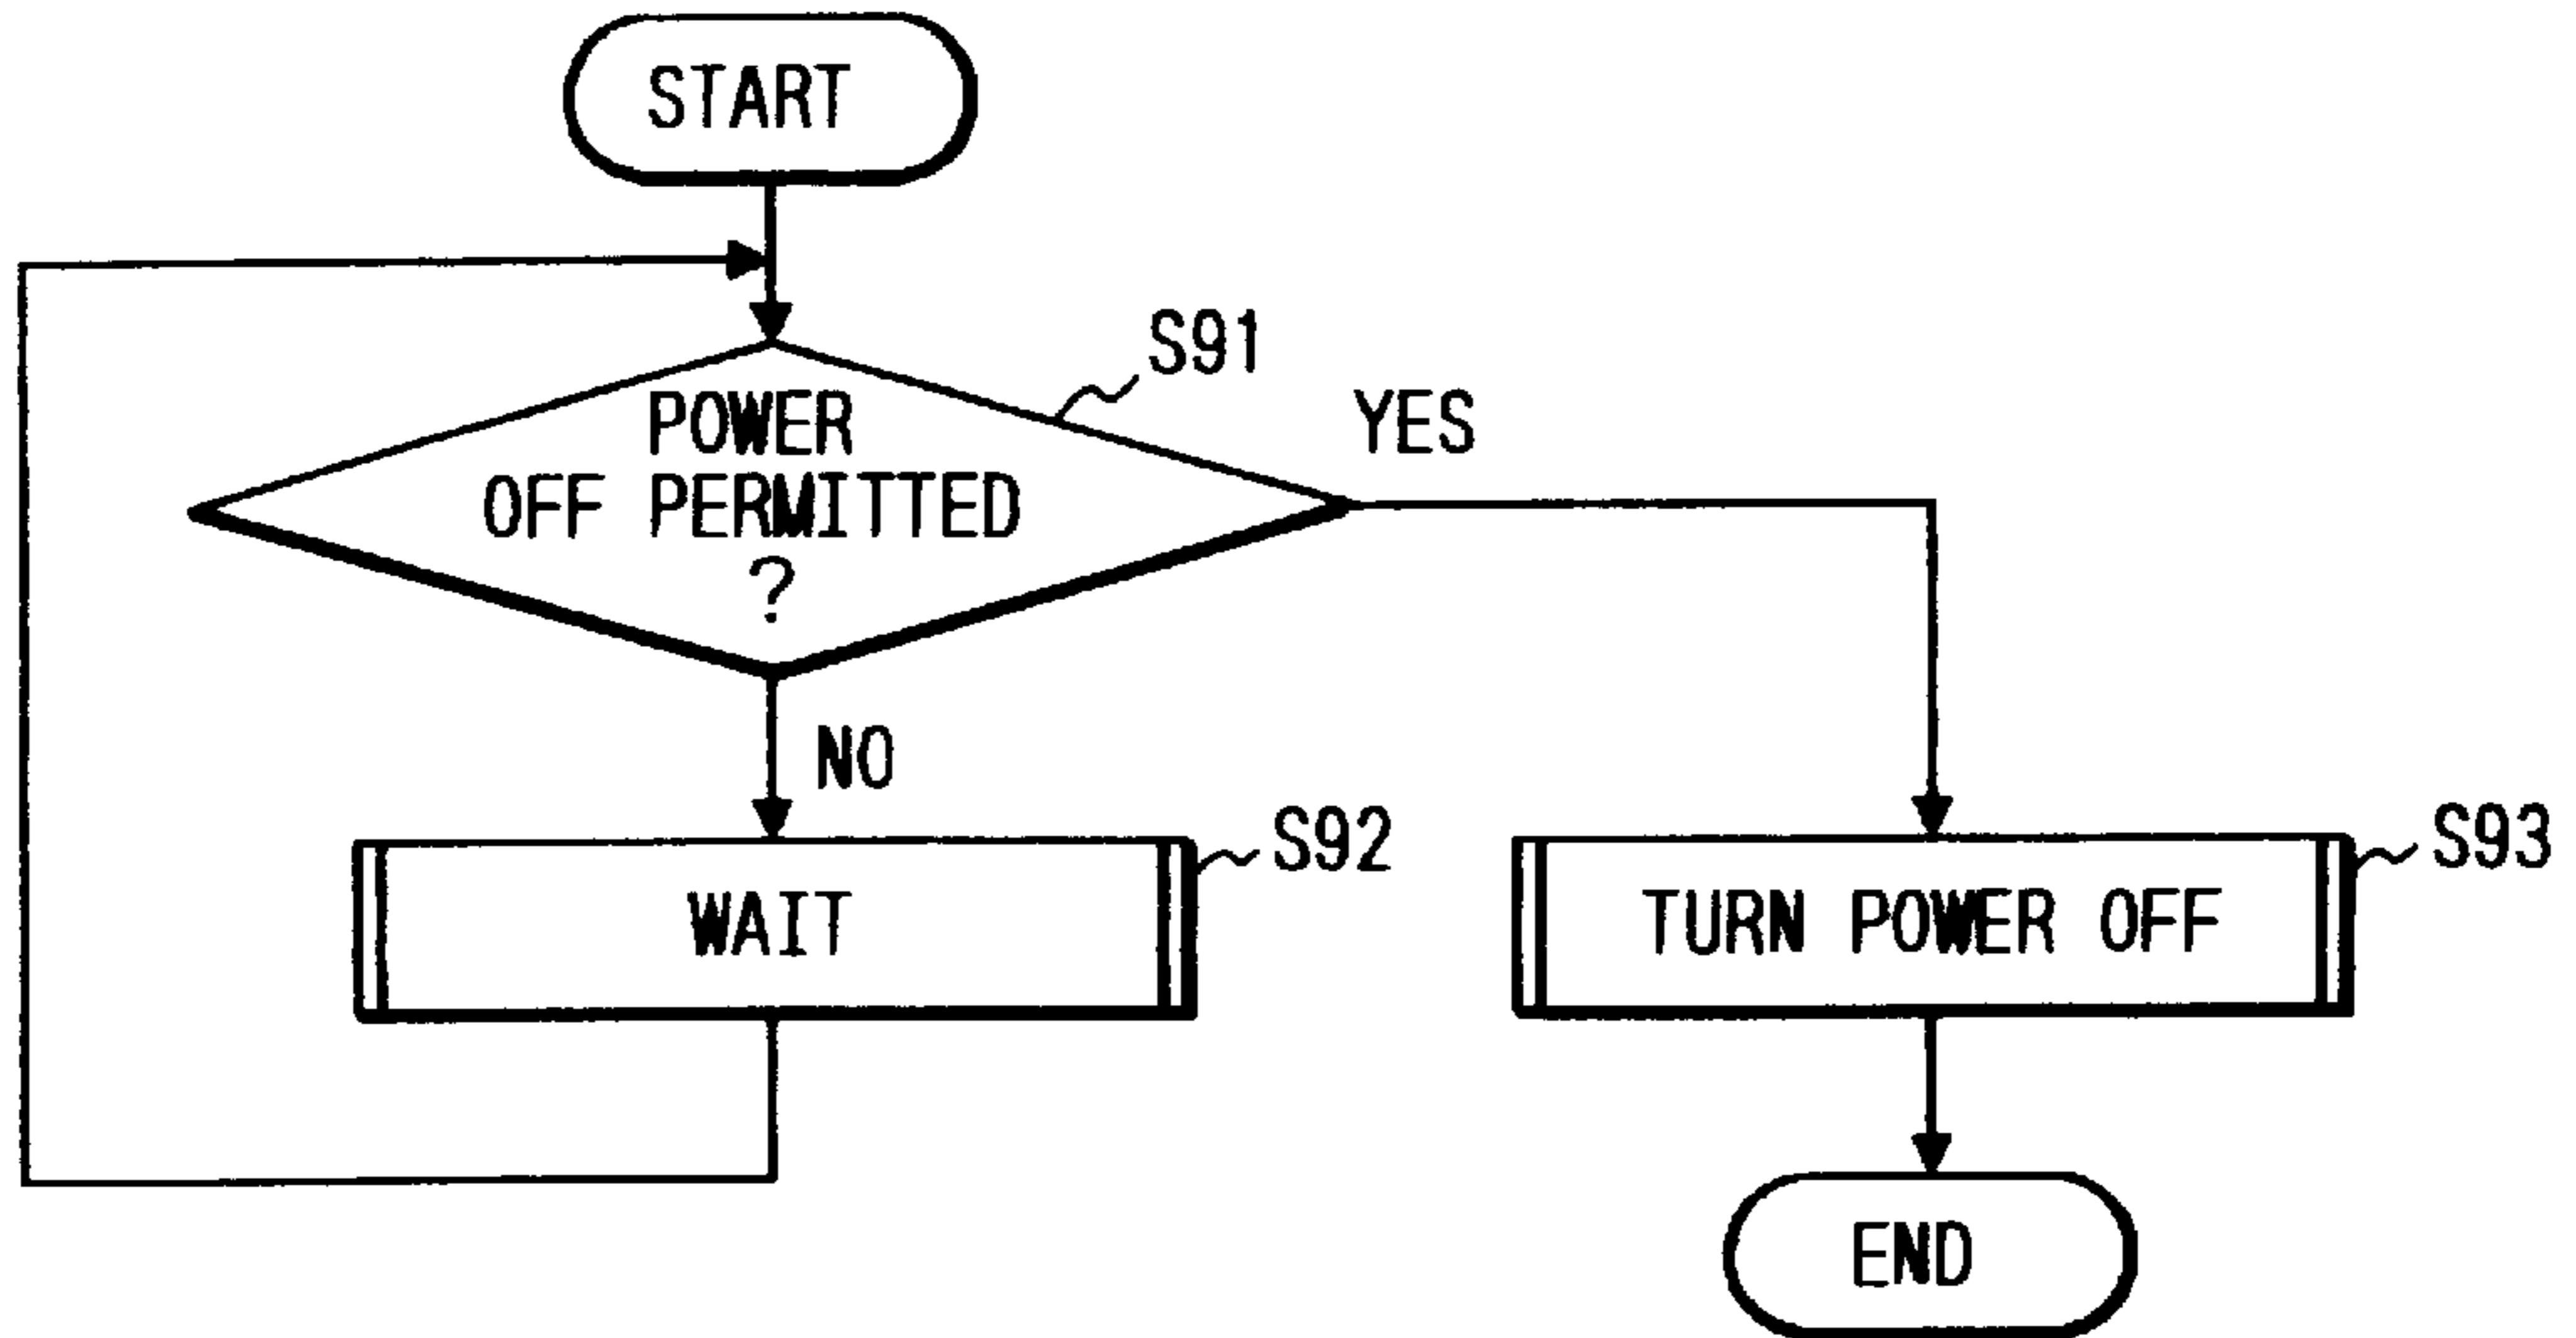 START
S91
POWER
OFF PERMITTED
?
YES
NO
S92
WAIT
S93
TURN POWER OFF
END